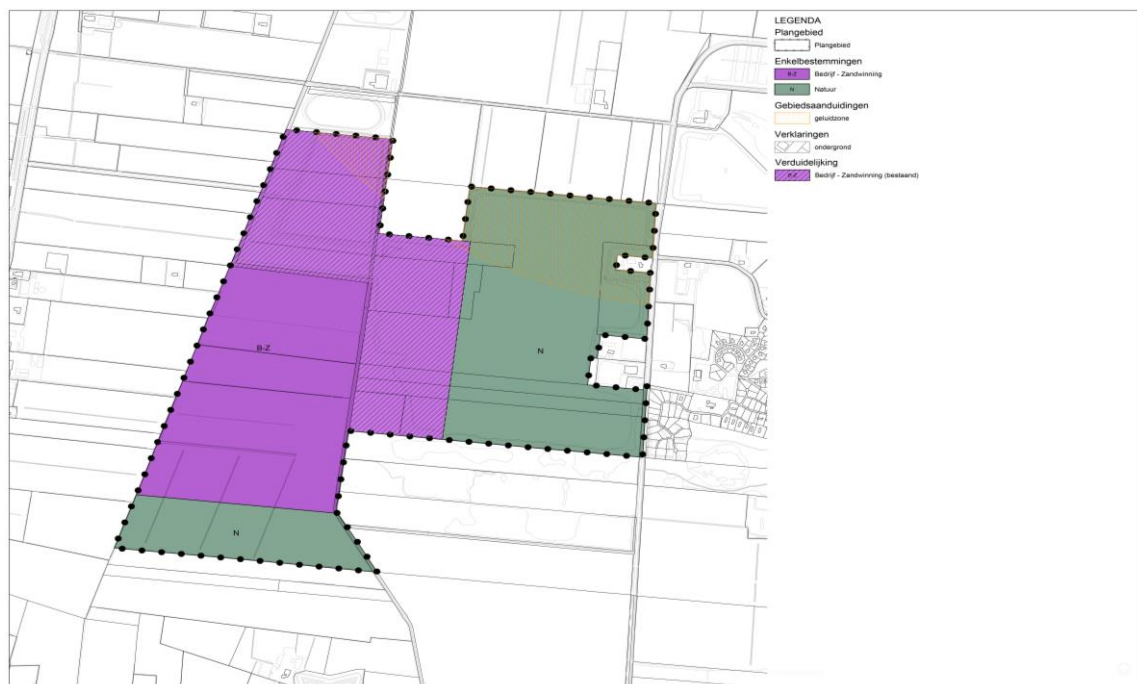 LEGENDA
Plangebied
Plangebied
Enkelbestemmingen
B-Z Bedrijf - Zandwinning
N Natuur
Gebiedsaanduidingen
geluidzone
Verklaringen
ondergrond
Verduidelijking
B-Z Bedrijf - Zandwinning (bestaand)
B-Z
N
N